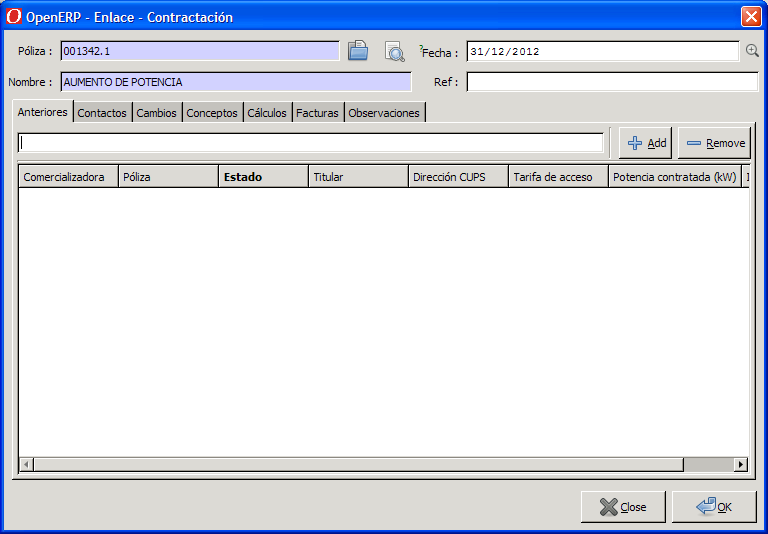 OpenERP - Enlace - Contractación
Póliza : 001342.1 ?Fecha : 31/12/2012
Nombre : AUMENTO DE POTENCIA Ref :
Anteriores Contactos Cambios Conceptos Cálculos Facturas Observaciones
Add Remove
Comercializadora Póliza Estado Titular Dirección CUPS Tarifa de acceso Potencia contratada (kW)
Close OK